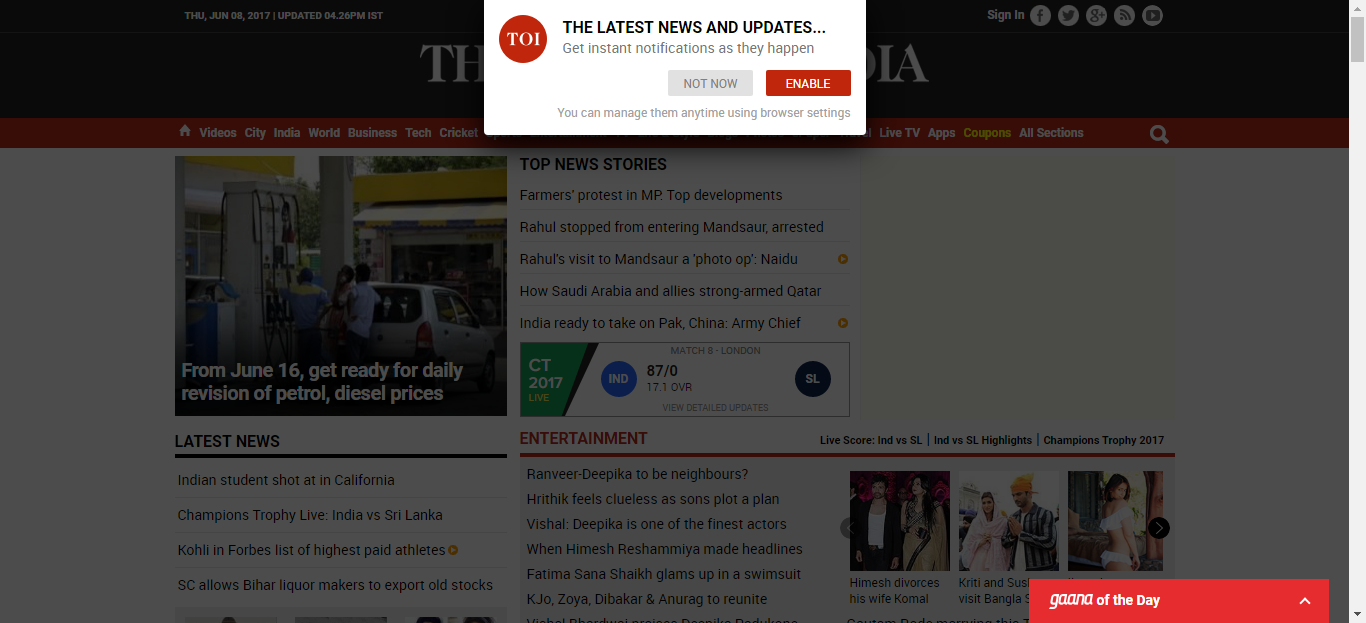 THU, JUN 08, 2017 | UPDATED 04.26PM IST
Sign In
TOI
THE LATEST NEWS AND UPDATES...
Get instant notifications as they happen
NOT NOW
ENABLE
You can manage them anytime using browser settings
Videos City India World Business Tech Cricket
Live TV Apps Coupons All Sections
From June 16, get ready for daily
revision of petrol, diesel prices
TOP NEWS STORIES
Farmers' protest in MP: Top developments
Rahul stopped from entering Mandsaur, arrested
Rahul's visit to Mandsaur a 'photo op': Naidu
How Saudi Arabia and allies strong-armed Qatar
India ready to take on Pak, China: Army Chief
CT
2017
LIVE
MATCH 8 - LONDON
IND
87/0
17.1 OVR
SL
VIEW DETAILED UPDATES
LATEST NEWS
Indian student shot at in California
Champions Trophy Live: India vs Sri Lanka
Kohli in Forbes list of highest paid athletes
SC allows Bihar liquor makers to export old stocks
ENTERTAINMENT
Live Score: Ind vs SL | Ind vs SL Highlights | Champions Trophy 2017
Ranveer-Deepika to be neighbours?
Hrithik feels clueless as sons plot a plan
Vishal: Deepika is one of the finest actors
When Himesh Reshammiya made headlines
Fatima Sana Shaikh glams up in a swimsuit
KJo, Zoya, Dibakar & Anurag to reunite
Himesh divorces
his wife Komal
Kriti and
visit Bangla
gaana of the Day